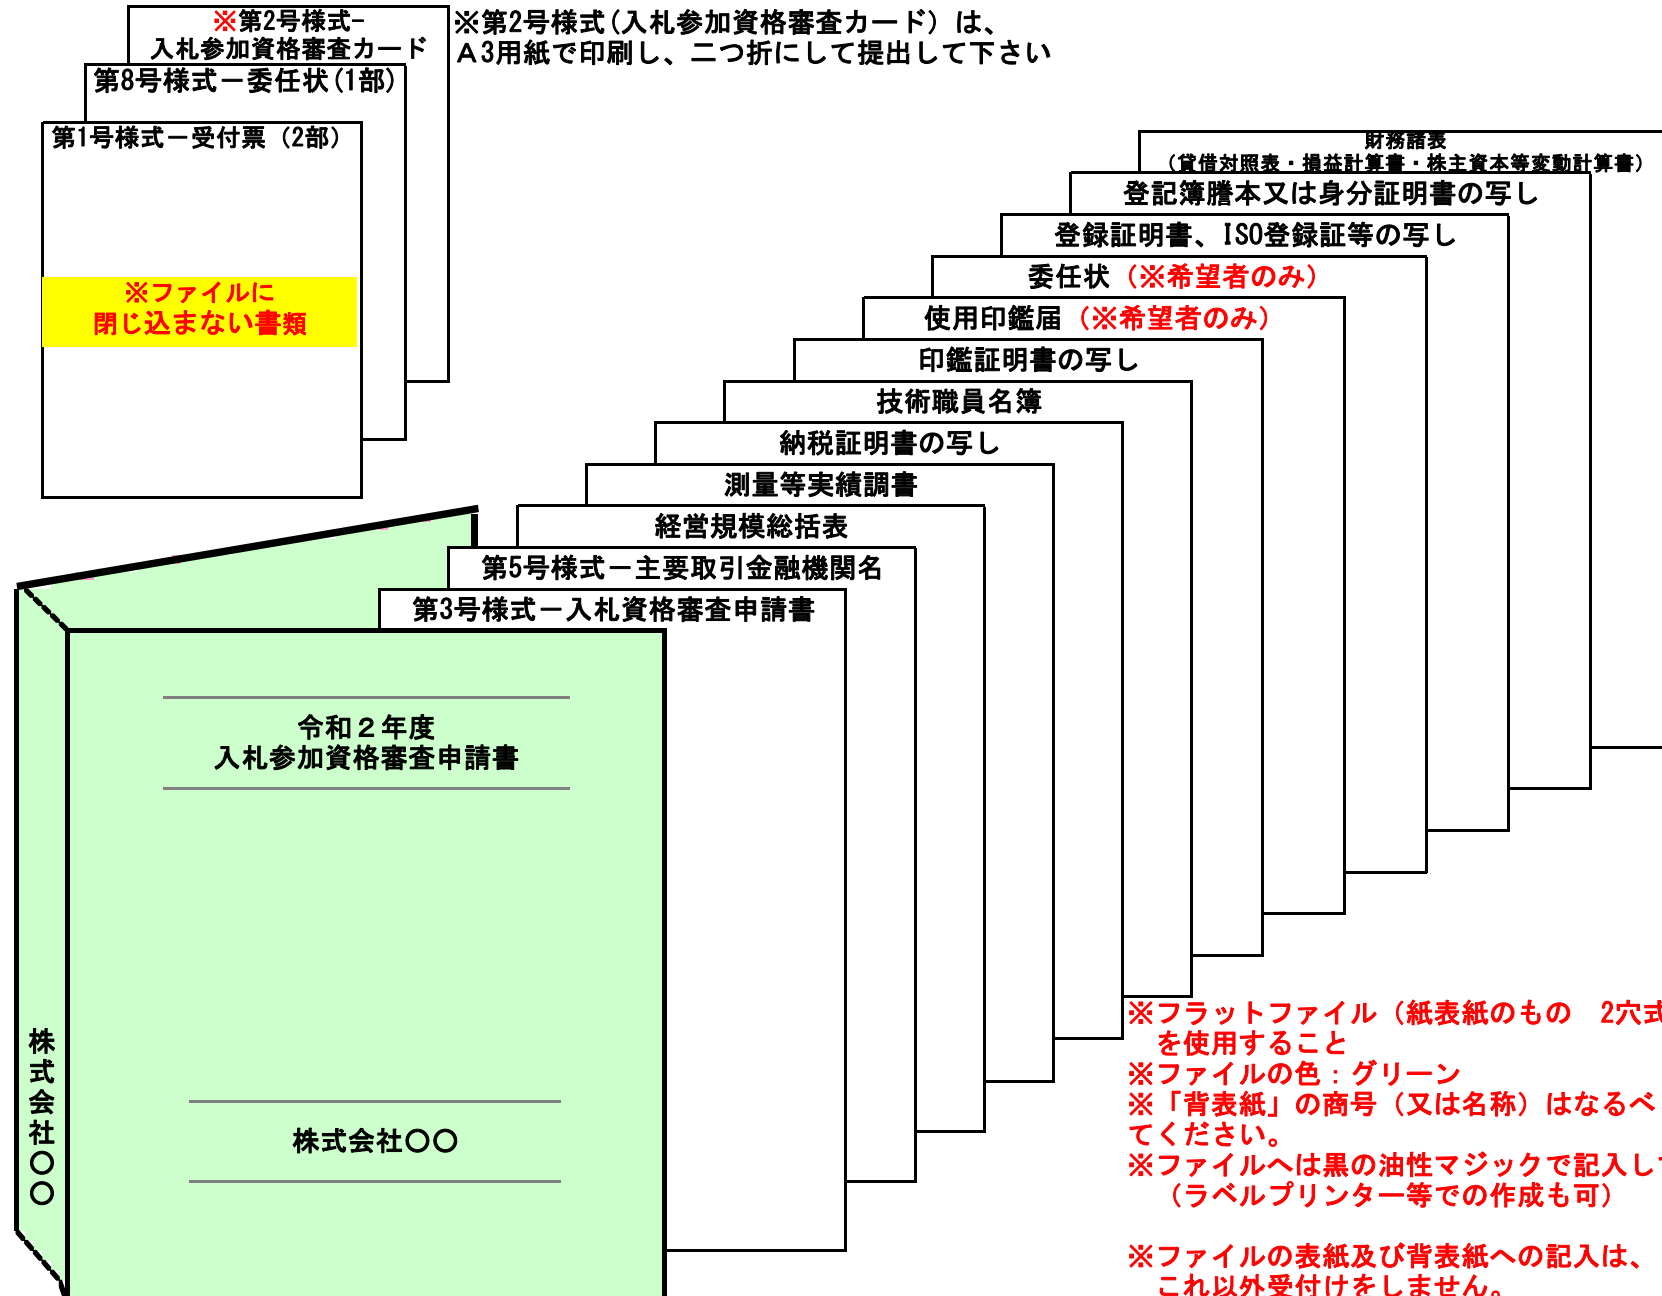 ※第2号様式-
入札参加資格審査カード
※第2号様式(入札参加資格審査カード）は、
Ａ3用紙で印刷し、二つ折にして提出して下さい
第8号様式－委任状(1部)
第1号様式－受付票（2部）
※ファイルに
閉じ込まない書類
財務諸表
（貸借対照表・損益計算書・株主資本等変動計算書）
登記簿謄本又は身分証明書の写し
登録証明書、ISO登録証等の写し
委任状（※希望者のみ）
使用印鑑届（※希望者のみ）
印鑑証明書の写し
技術職員名簿
納税証明書の写し
測量等実績調書
経営規模総括表
第5号様式－主要取引金融機関名
第3号様式－入札資格審査申請書
令和２年度
入札参加資格審査申請書
株式会社〇〇
株式会社〇〇
※フラットファイル（紙表紙のもの　2穴式
を使用すること
※ファイルの色：グリーン
※「背表紙」の商号（又は名称）はなるべ
てください。
※ファイルへは黒の油性マジックで記入し
（ラベルプリンター等での作成も可）
※ファイルの表紙及び背表紙への記入は、
これ以外受付けをしません。